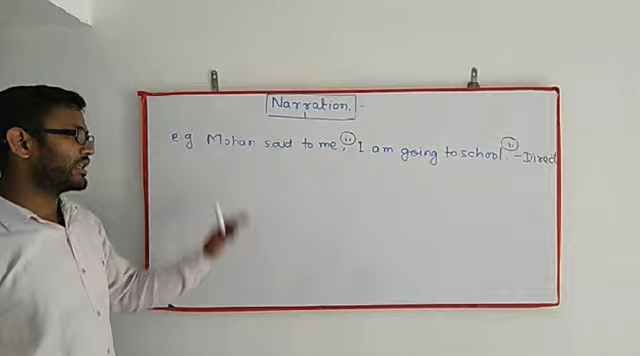 Narration.
e.g Mohan said to me, "I am going to school." - Direct